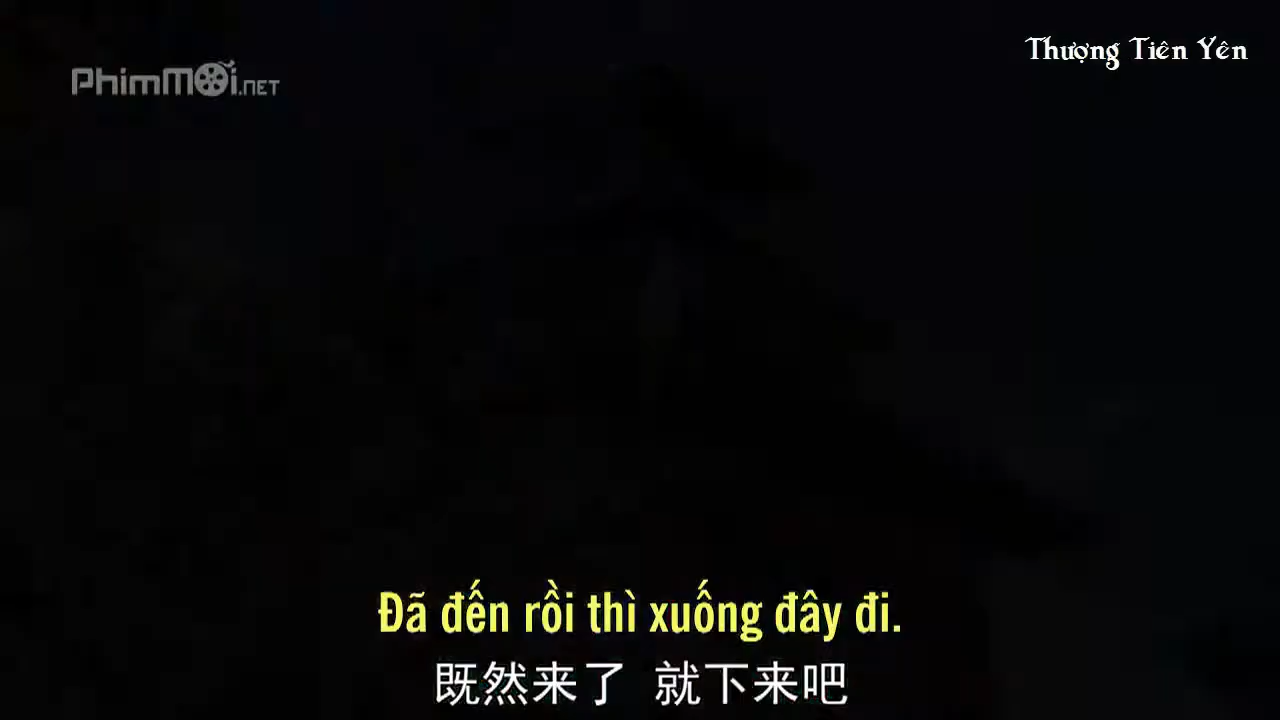 Thượng Tiên Yên
PhimMỗi.NET
Đã đến rồi thì xuống đây đi.
既然来了 就下来吧